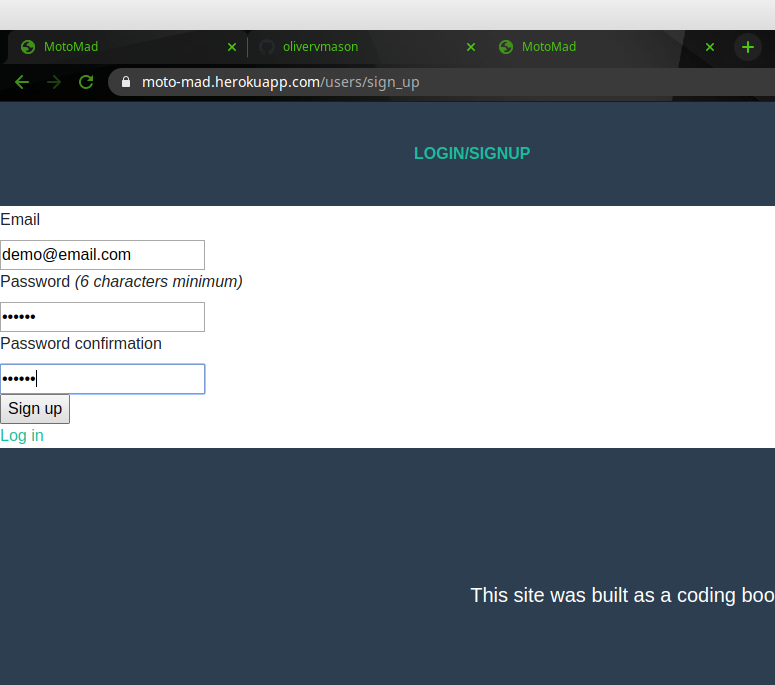 MotoMad
olivervmason
MotoMad
moto-mad.herokuapp.com/users/sign_up
LOGIN/SIGNUP
Email
demo@email.com
Password (6 characters minimum)
••••••
Password confirmation
••••••
Sign up
Log in
This site was built as a coding boo